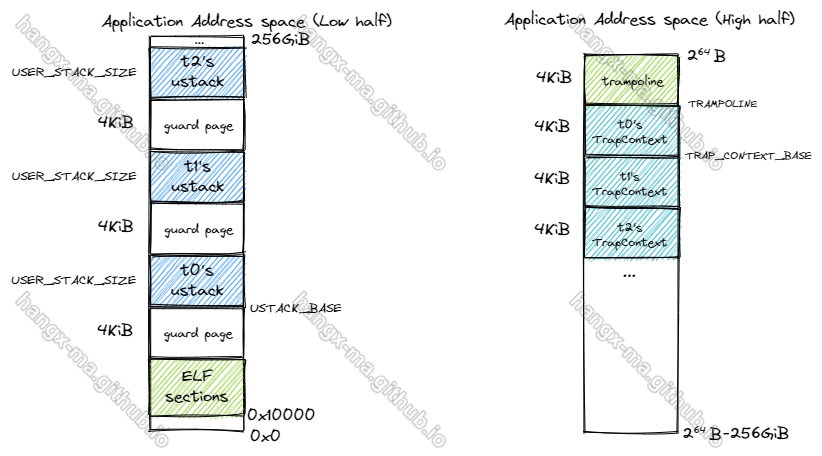 Application Address space (Low half)
...
256GiB
USER_STACK_SIZE
t2's
ustack
4KiB
guard page
USER_STACK_SIZE
t1's
ustack
4KiB
guard page
USER_STACK_SIZE
t0's
ustack
USTACK_BASE
4KiB
guard page
ELF
sections
0x10000
0x0
Application Address space (High half)
2^64 B
4KiB
trampoline
TRAMPOLINE
4KiB
t0's
TrapContext
TRAP_CONTEXT_BASE
4KiB
t1's
TrapContext
4KiB
t2's
TrapContext
...
2^64 B-256GiB
hangx-ma.github.io
hangx-ma.github.io
hangx-ma.github.io
hangx-ma.github.io
hangx-ma.github.io
hangx-ma.github.io